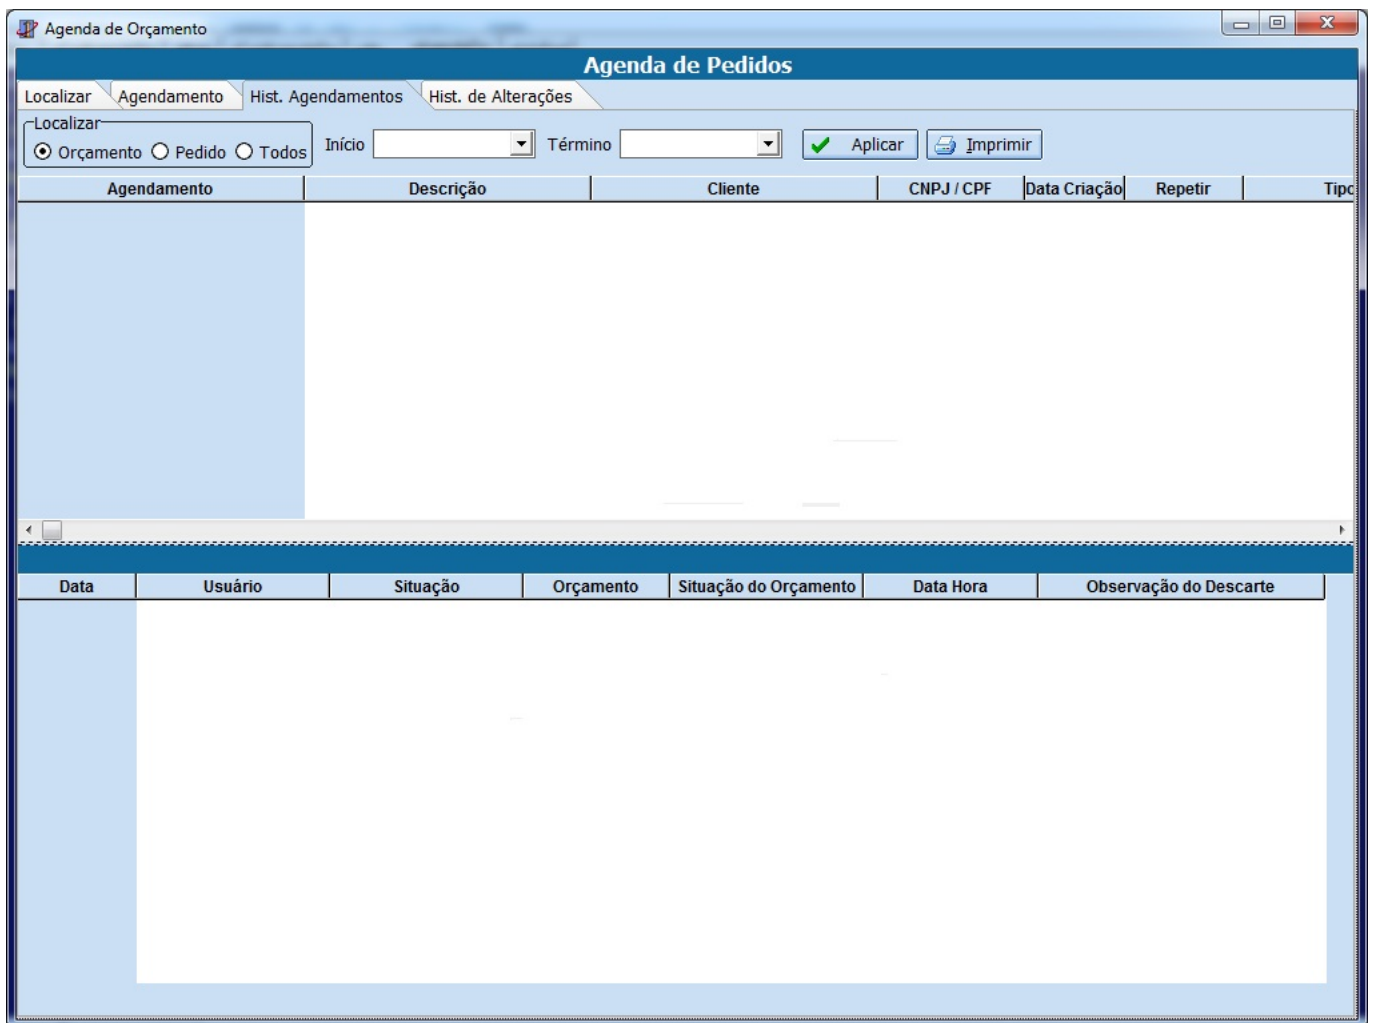 Agenda de Orçamento
Agenda de Pedidos
Localizar Agendamento Hist. Agendamentos Hist. de Alterações
Localizar
Orçamento Pedido Todos Início Término Aplicar Imprimir
Agendamento Descrição Cliente CNPJ / CPF Data Criação Repetir Tipo
Data Usuário Situação Orçamento Situação do Orçamento Data Hora Observação do Descarte